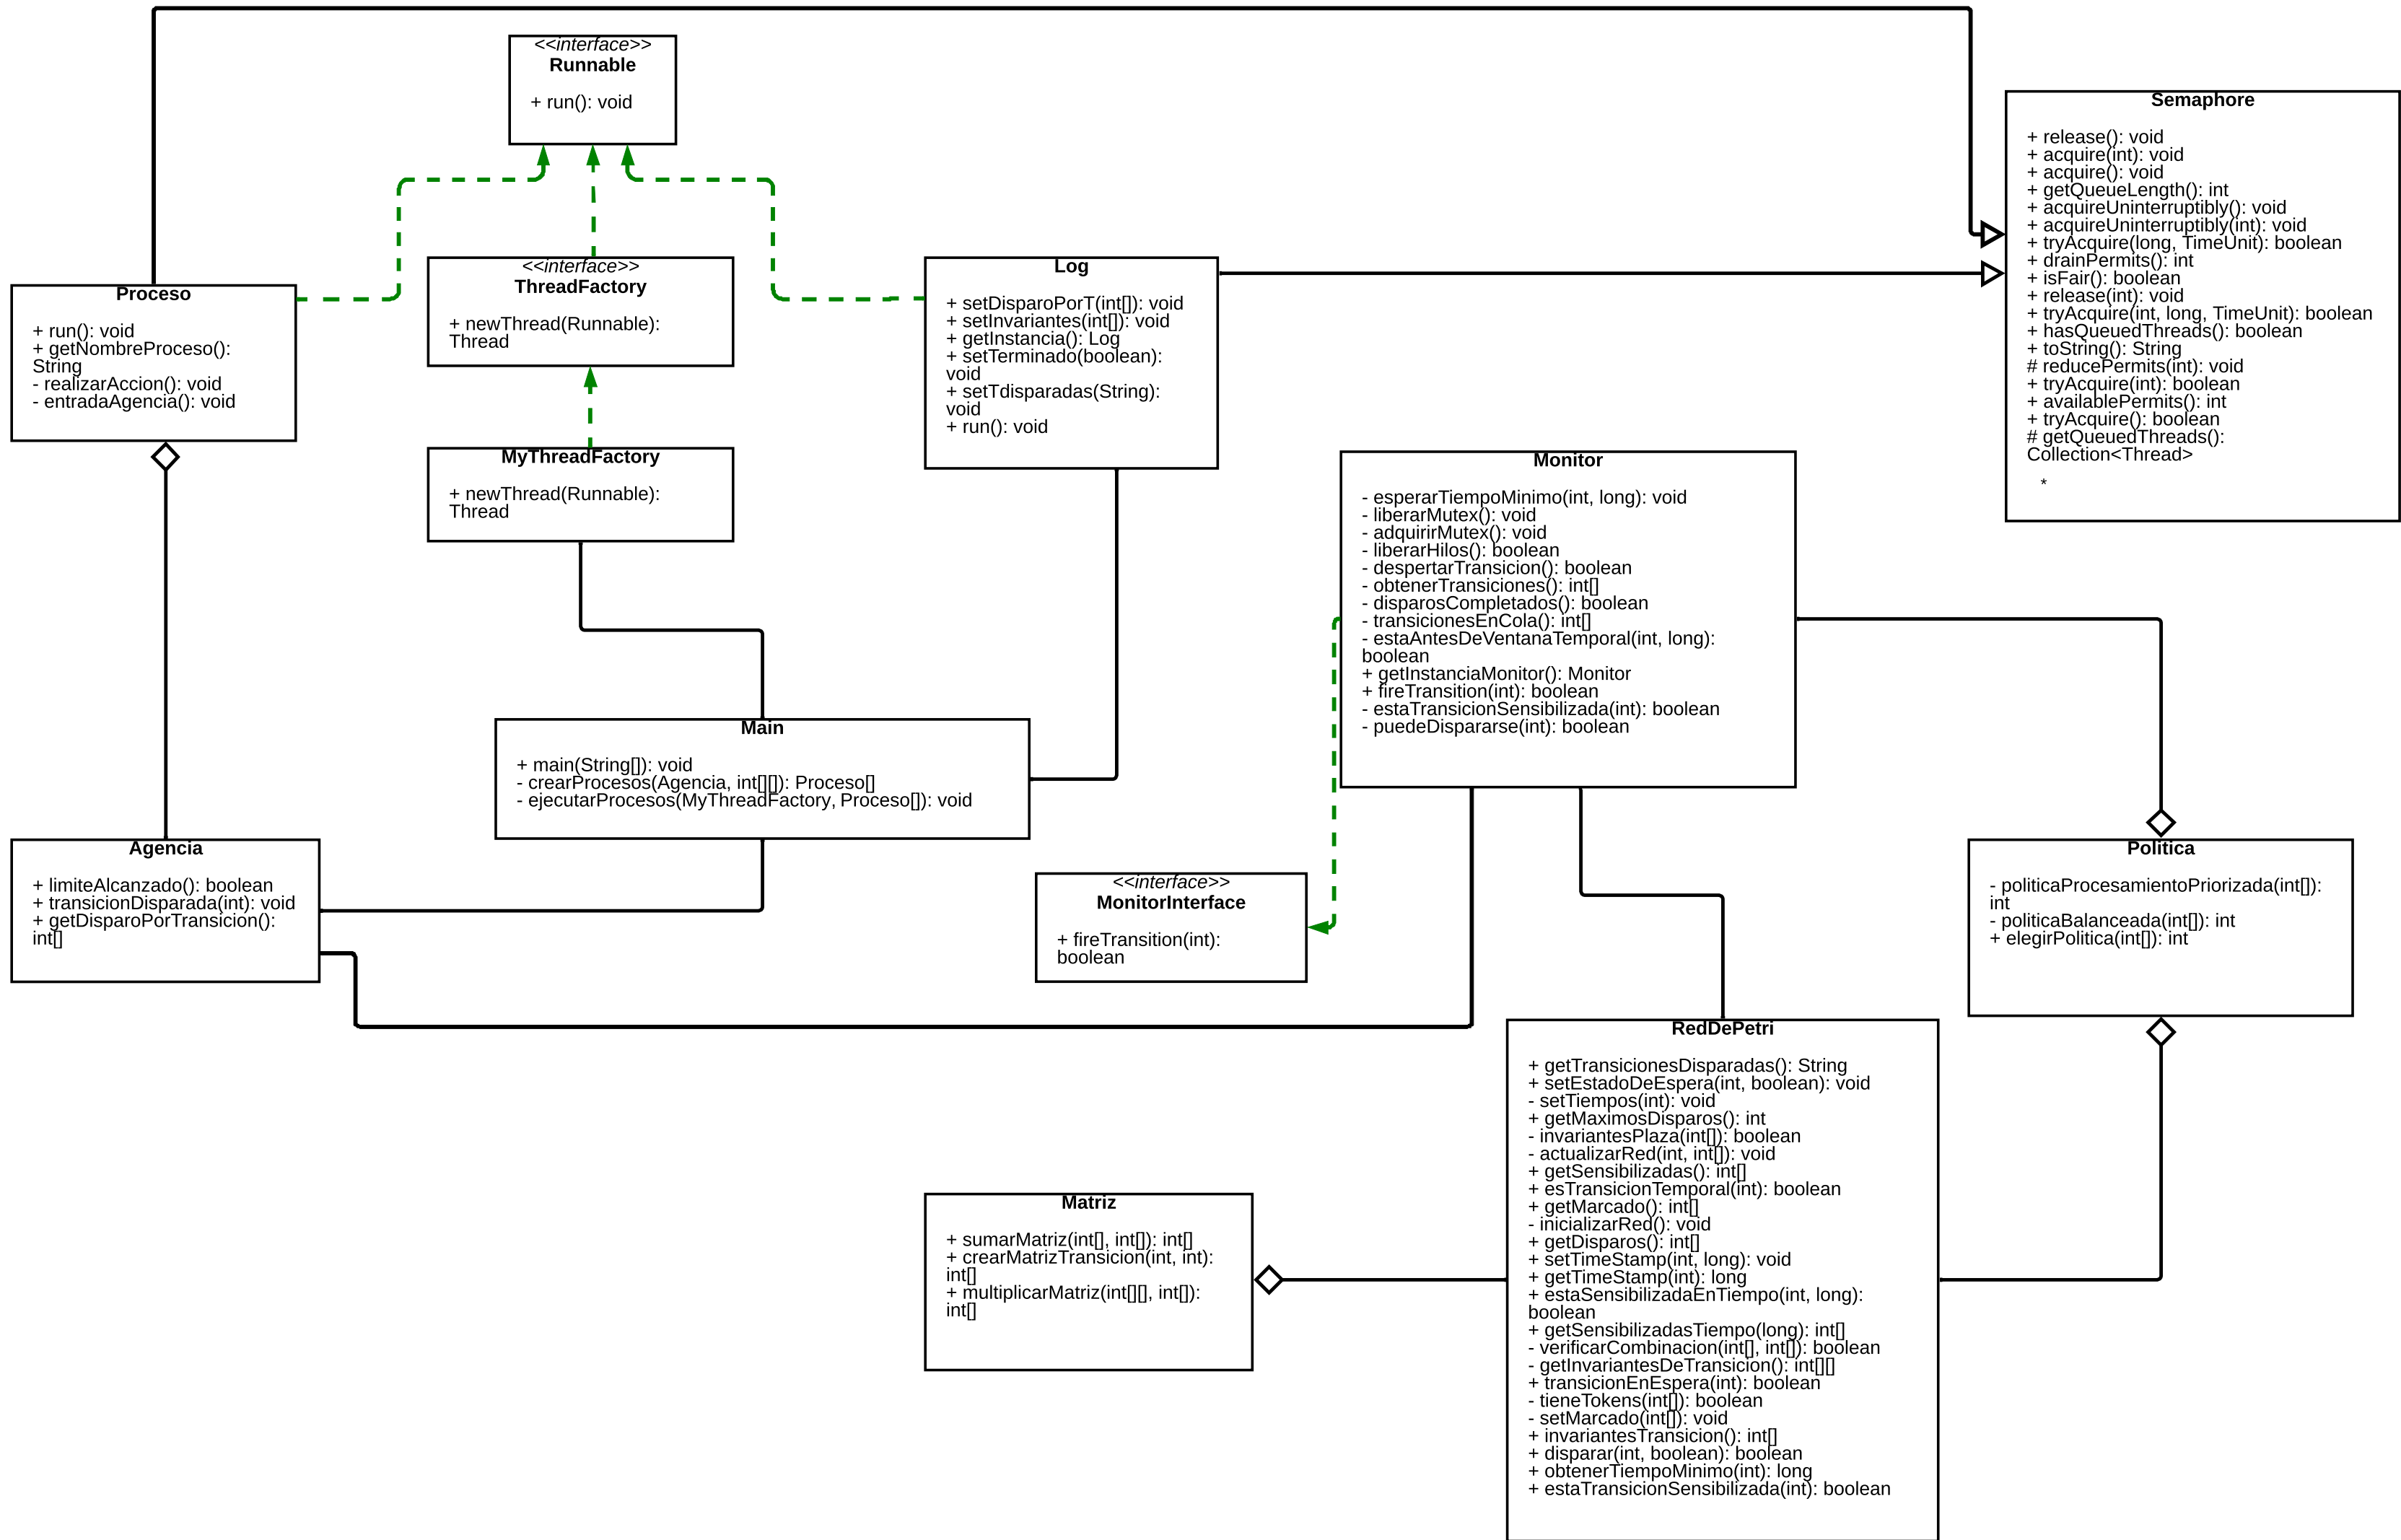 <<interface>>
Runnable
+ run(): void
Semaphore
+ release(): void
+ acquire(int): void
+ acquire(): void
+ getQueueLength(): int
+ acquireUninterruptibly(): void
+ acquireUninterruptibly(int): void
+ tryAcquire(long, TimeUnit): boolean
+ drainPermits(): int
+ isFair(): boolean
+ release(int): void
+ tryAcquire(int, long, TimeUnit): boolean
+ hasQueuedThreads(): boolean
+ toString(): String
# reducePermits(int): void
+ tryAcquire(int): boolean
+ availablePermits(): int
+ tryAcquire(): boolean
# getQueuedThreads():
Collection<Thread>
*
Proceso
+ run(): void
+ getNombreProceso():
String
- realizarAccion(): void
- entradaAgencia(): void
<<interface>>
ThreadFactory
+ newThread(Runnable):
Thread
Log
+ setDisparoPorT(int[]): void
+ setInvariantes(int[]): void
+ getInstancia(): Log
+ setTerminado(boolean):
void
+ setTdisparadas(String):
void
+ run(): void
MyThreadFactory
+ newThread(Runnable):
Thread
Monitor
- esperarTiempoMinimo(int, long): void
- liberarMutex(): void
- adquirirMutex(): void
- liberarHilos(): boolean
- despertarTransicion(): boolean
- obtenerTransiciones(): int[]
- disparosCompletados(): boolean
- transicionesEnCola(): int[]
- estaAntesDeVentanaTemporal(int, long):
boolean
+ getInstanciaMonitor(): Monitor
+ fireTransition(int): boolean
- estaTransicionSensibilizada(int): boolean
- puedeDispararse(int): boolean
Main
+ main(String[]): void
- crearProcesos(Agencia, int[][]): Proceso[]
- ejecutarProcesos(MyThreadFactory, Proceso[]): void
Agencia
+ limiteAlcanzado(): boolean
+ transicionDisparada(int): void
+ getDisparoPorTransicion():
int[]
<<interface>>
MonitorInterface
+ fireTransition(int):
boolean
Politica
- politicaProcesamientoPriorizada(int[]):
int
- politicaBalanceada(int[]): int
+ elegirPolitica(int[]): int
RedDePetri
+ getTransicionesDisparadas(): String
+ setEstadoDeEspera(int, boolean): void
- setTiempos(int): void
+ getMaximosDisparos(): int
- invariantesPlaza(int[]): boolean
- actualizarRed(int, int[]): void
+ getSensibilizadas(): int[]
+ esTransicionTemporal(int): boolean
+ getMarcado(): int[]
- inicializarRed(): void
+ getDisparos(): int[]
+ setTimeStamp(int, long): void
+ getTimeStamp(int): long
+ estaSensibilizadaEnTiempo(int, long):
boolean
+ getSensibilizadasTiempo(long): int[]
- verificarCombinacion(int[], int[]): boolean
- getInvariantesDeTransicion(): int[][]
+ transicionEnEspera(int): boolean
- tieneTokens(int[]): boolean
- setMarcado(int[]): void
+ invariantesTransicion(): int[]
+ disparar(int, boolean): boolean
+ obtenerTiempoMinimo(int): long
+ estaTransicionSensibilizada(int): boolean
Matriz
+ sumarMatriz(int[], int[]): int[]
+ crearMatrizTransicion(int, int):
int[]
+ multiplicarMatriz(int[][], int[]):
int[]